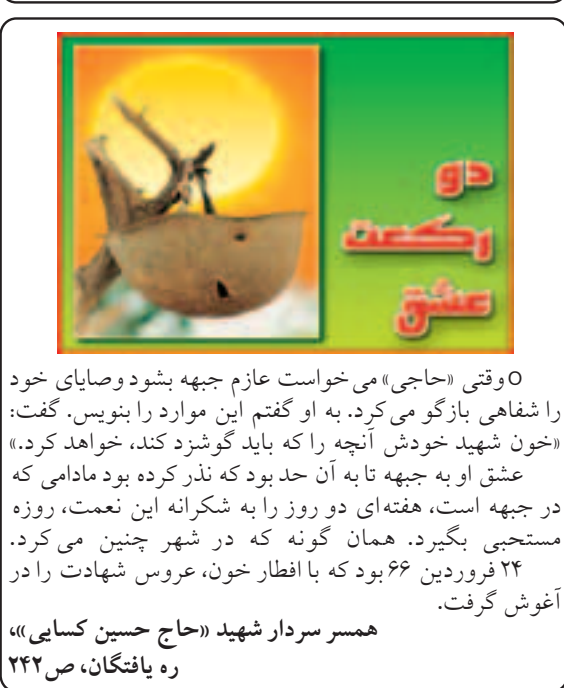 دو
رکعت
عشق
o وقتی «حاجی» می‌خواست عازم جبهه بشود وصایای خود
را شفاهی بازگو می‌کرد. به او گفتم این موارد را بنویس. گفت:
«خون شهید خودش آنچه را که باید گوشزد کند، خواهد کرد.»
عشق او به جبهه تا به آن حد بود که نذر کرده بود مادامی که
در جبهه است، هفته‌ای دو روز را به شکرانه این نعمت، روزه
مستحبی بگیرد. همان گونه که در شهر چنین می‌کرد.
۲۴ فروردین ۶۶ بود که با افطار خون، عروس شهادت را در
آغوش گرفت.
همسر سردار شهید «حاج حسین کسایی»،
ره یافتگان، ص۲۴۲